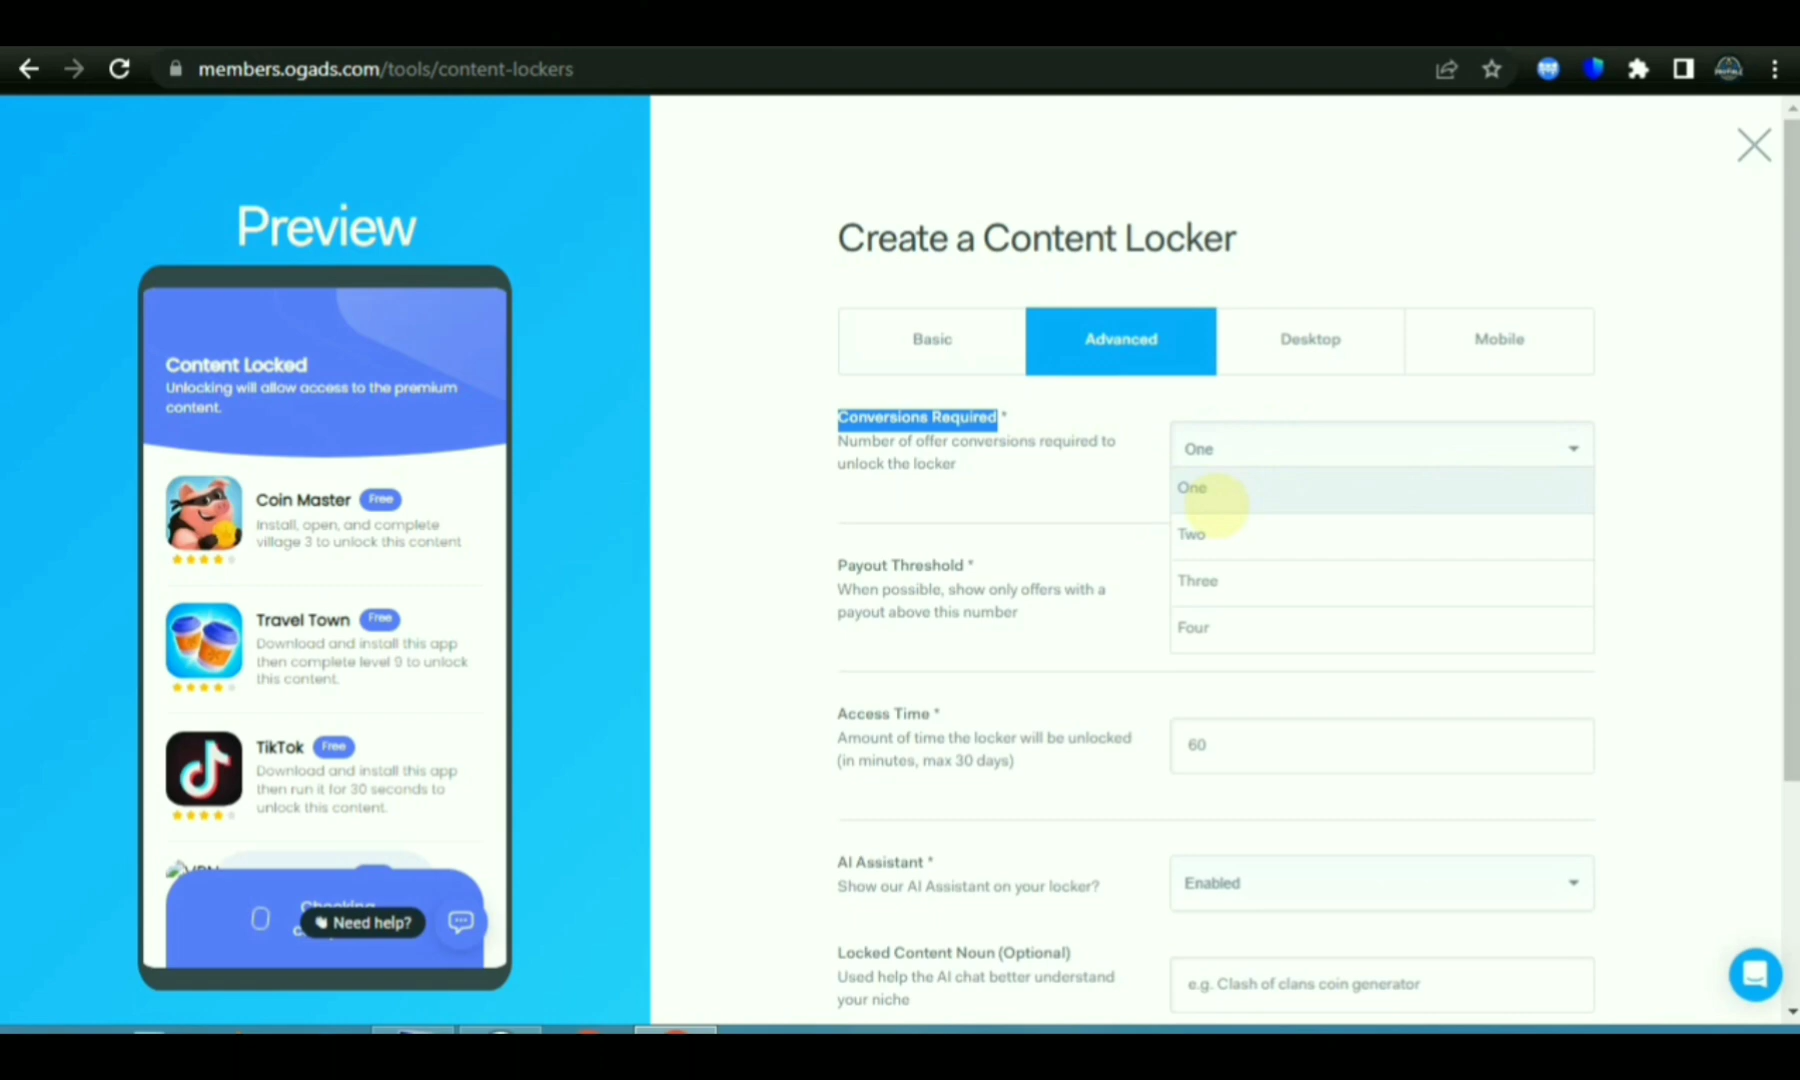 members.ogads.com/tools/content-lockers
Preview
Content Locked
Unlocking will allow access to the premium
content.
Coin Master Free
Install, open, and complete
village 3 to unlock this content
Travel Town Free
Download and install this app
then complete level 9 to unlock
this content.
TikTok Free
Download and install this app
then run it for 30 seconds to
unlock this content.
VPN
Checking
Need help?
Create a Content Locker
Basic
Advanced
Desktop
Mobile
Conversions Required *
Number of offer conversions required to
unlock the locker
One
One
Two
Three
Four
Payout Threshold *
When possible, show only offers with a
payout above this number
Access Time *
Amount of time the locker will be unlocked
(in minutes, max 30 days)
60
AI Assistant *
Show our AI Assistant on your locker?
Enabled
Locked Content Noun (Optional)
Used help the AI chat better understand
your niche
e.g. Clash of clans coin generator